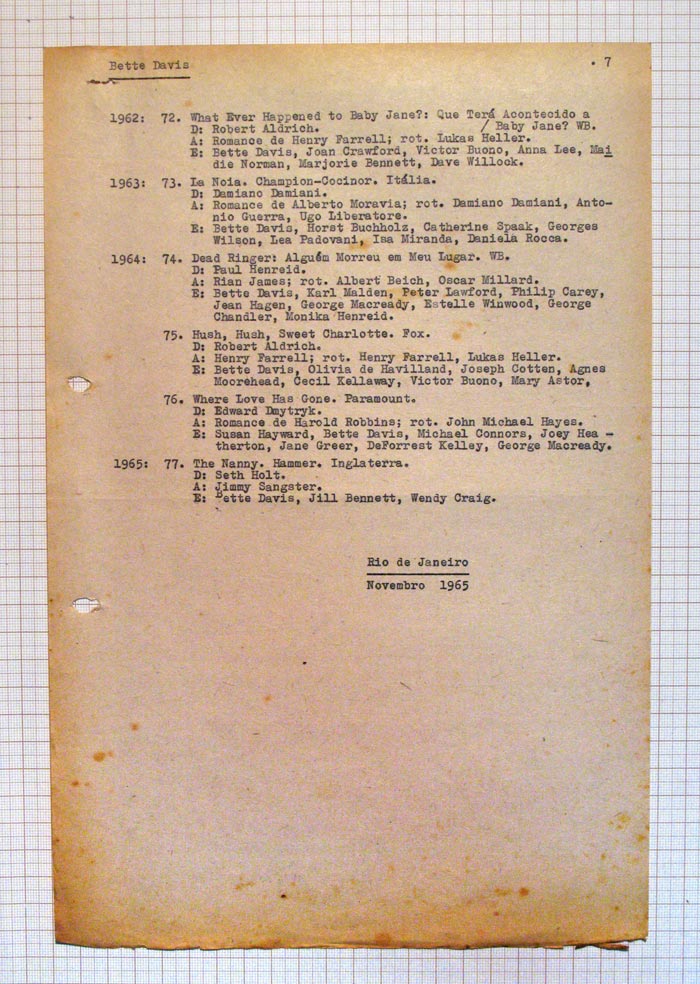 Bette Davis
. 7
1962: 72. What Ever Happened to Baby Jane?: Que Terá Acontecido a
D: Robert Aldrich. / Baby Jane? WB.
A: Romance de Henry Farrell; rot. Lukas Heller.
E: Bette Davis, Joan Crawford, Victor Buono, Anna Lee, Mai
die Norman, Marjorie Bennett, Dave Willock.
1963: 73. La Noia. Champion-Cocinor. Itália.
D: Damiano Damiani.
A: Romance de Alberto Moravia; rot. Damiano Damiani, Anto-
nio Guerra, Ugo Liberatore.
E: Bette Davis, Horst Buchholz, Catherine Spaak, Georges
Wilson, Lea Padovani, Isa Miranda, Daniela Rocca.
1964: 74. Dead Ringer: Alguém Morreu em Meu Lugar. WB.
D: Paul Henreid.
A: Rian James; rot. Albert Beich, Oscar Millard.
E: Bette Davis, Karl Malden, Peter Lawford, Philip Carey,
Jean Hagen, George Macready, Estelle Winwood, George
Chandler, Monika Henreid.
75. Hush, Hush, Sweet Charlotte. Fox.
D: Robert Aldrich.
A: Henry Farrell; rot. Henry Farrell, Lukas Heller.
E: Bette Davis, Olivia de Havilland, Joseph Cotten, Agnes
Moorehead, Cecil Kellaway, Victor Buono, Mary Astor.
76. Where Love Has Gone. Paramount.
D: Edward Dmytryk.
A: Romance de Harold Robbins; rot. John Michael Hayes.
E: Susan Hayward, Bette Davis, Michael Connors, Joey Hea -
therton, Jane Greer, DeForrest Kelley, George Macready.
1965: 77. The Nanny. Hammer. Inglaterra.
D: Seth Holt.
A: Jimmy Sangster.
E: Bette Davis, Jill Bennett, Wendy Craig.
Rio de Janeiro
Novembro 1965